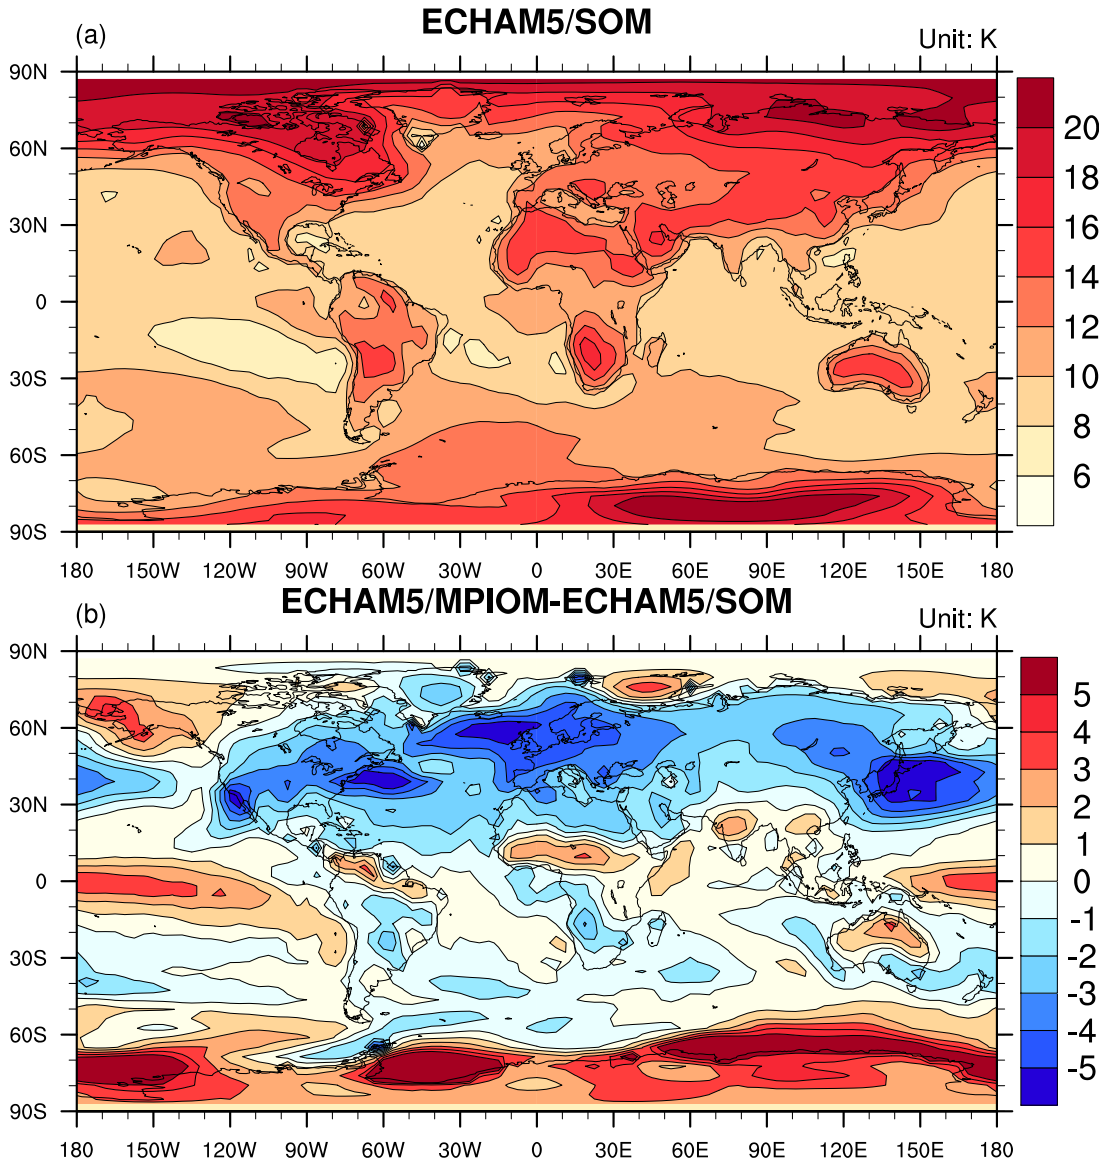 ECHAM5/SOM
(a)
Unit: K
90N
60N
30N
0
30S
60S
90S
180 150W 120W 90W 60W 30W 0 30E 60E 90E 120E 150E 180
20
18
16
14
12
10
8
6
ECHAM5/MPIOM-ECHAM5/SOM
(b)
Unit: K
90N
60N
30N
0
30S
60S
90S
180 150W 120W 90W 60W 30W 0 30E 60E 90E 120E 150E 180
5
4
3
2
1
0
-1
-2
-3
-4
-5